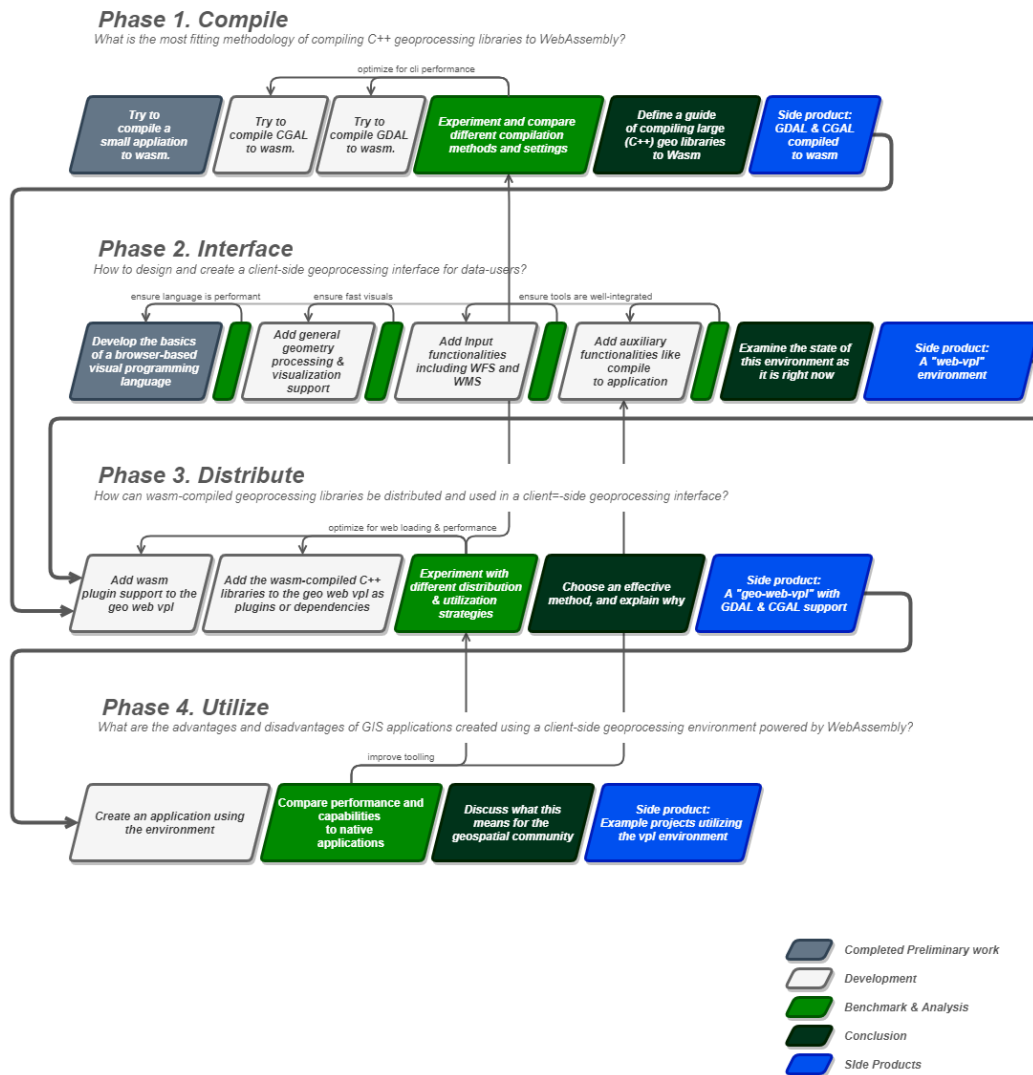 Phase 1. Compile
What is the most fitting methodology of compiling C++ geoprocessing libraries to WebAssembly?
optimize for cli performance
Try to
compile a
small appliation
to wasm.
Try to
compile CGAL
to wasm.
Try to
compile GDAL
to wasm.
Experiment and compare
different compilation
methods and settings
Define a guide
of compiling large
(C++) geo libraries
to Wasm
Side product:
GDAL & CGAL
compiled
to wasm
Phase 2. Interface
How to design and create a client-side geoprocessing interface for data-users?
ensure language is performant
ensure fast visuals
ensure tools are well-integrated
Develop the basics
of a browser-based
visual programming
language
Add general
geometry
processing &
visualization
support
Add Input
functionalities
including WFS and
WMS
Add auxiliary
functionalities like
compile
to application
Examine the state of
this environment as
it is right now
Side product:
A "web-vpl"
environment
Phase 3. Distribute
How can wasm-compiled geoprocessing libraries be distributed and used in a client=-side geoprocessing interface?
optimize for web loading & performance
Add wasm
plugin support to the
geo web vpl
Add the wasm-compiled C++
libraries to the geo web vpl as
plugins or dependencies
Experiment with
different distribution
& utilization
strategies
Choose an effective
method, and explain why
Side product:
A "geo-web-vpl" with
GDAL & CGAL support
Phase 4. Utilize
What are the advantages and disadvantages of GIS applications created using a client-side geoprocessing environment powered by WebAssembly?
improve toolling
Create an application using
the environment
Compare performance and
capabilities
to native
applications
Discuss what this
means for the
geospatial community
Side product:
Example projects utilizing
the vpl environment
Completed Preliminary work
Development
Benchmark & Analysis
Conclusion
SIde Products